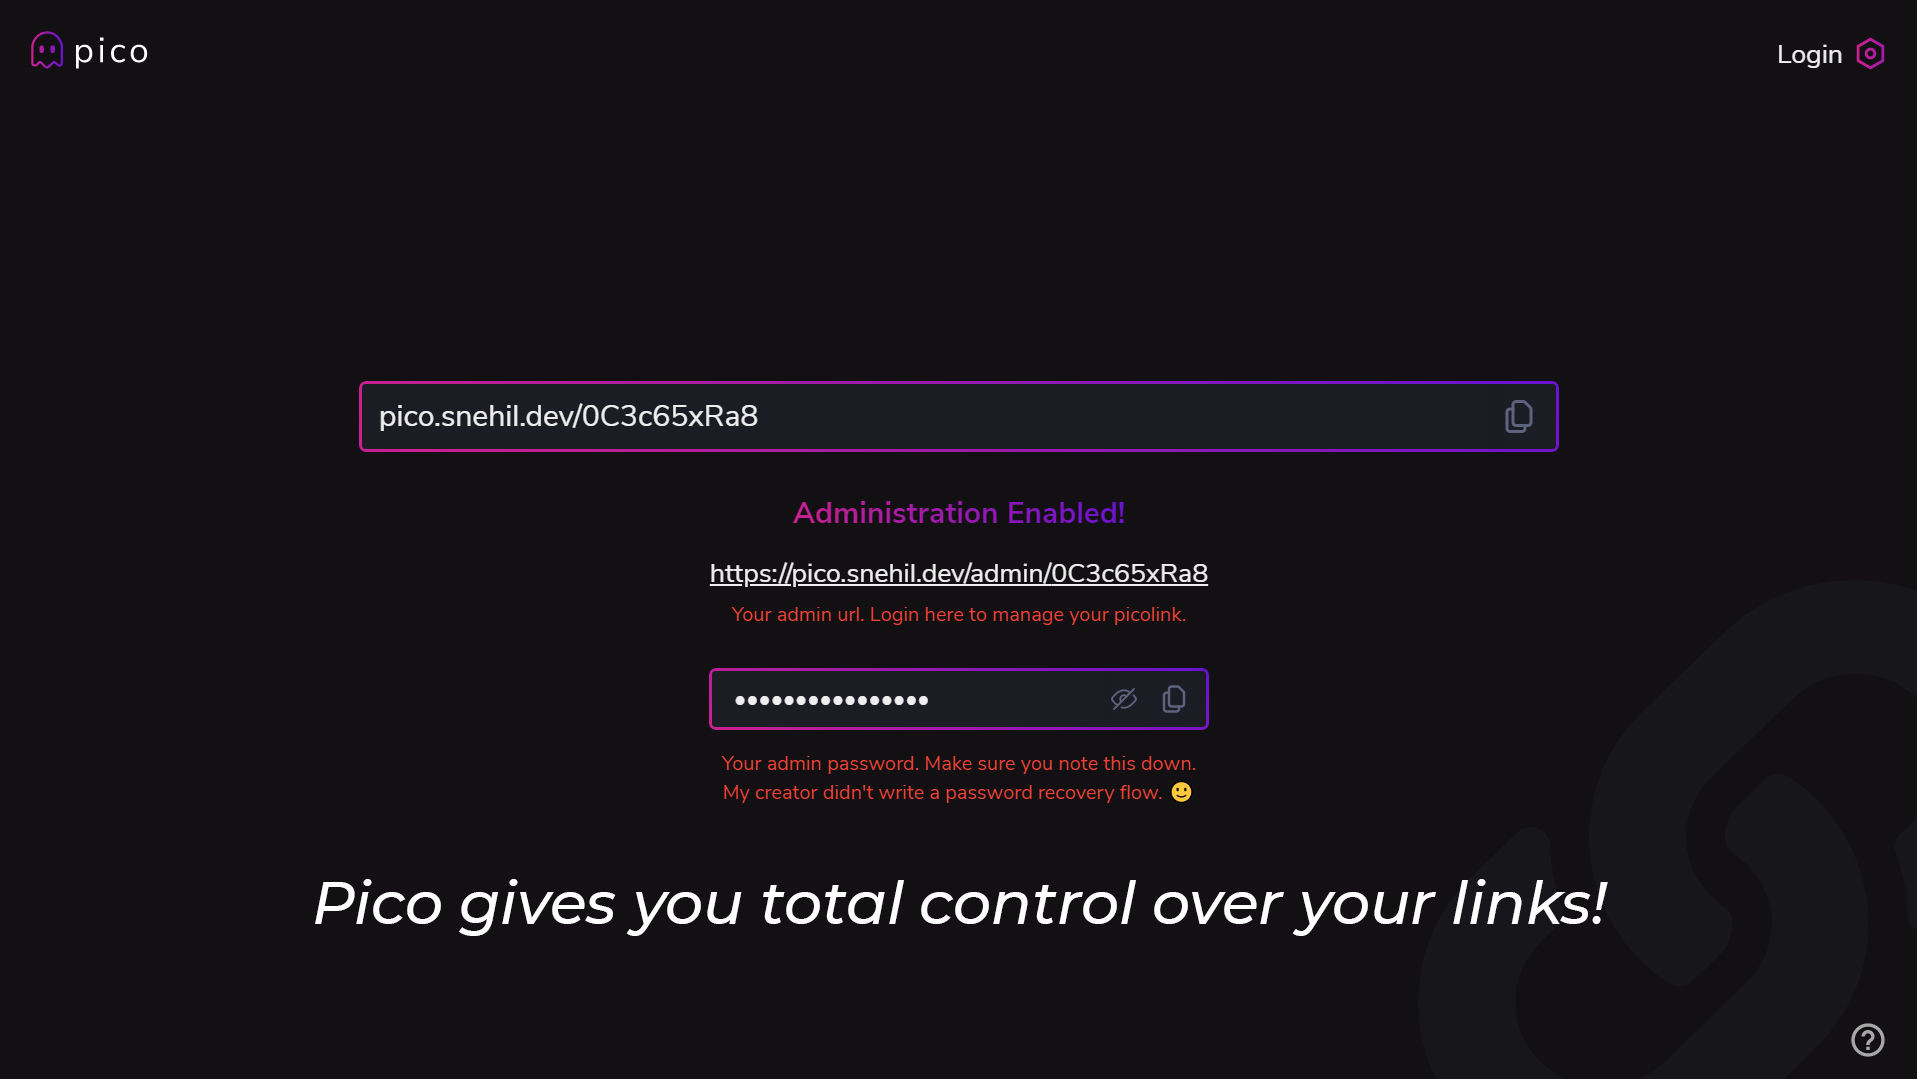 pico
Login
pico.snehil.dev/0C3c65xRa8
Administration Enabled!
https://pico.snehil.dev/admin/0C3c65xRa8
Your admin url. Login here to manage your picolink.
••••••••••••••••
Your admin password. Make sure you note this down.
My creator didn't write a password recovery flow. 🙂
Pico gives you total control over your links!